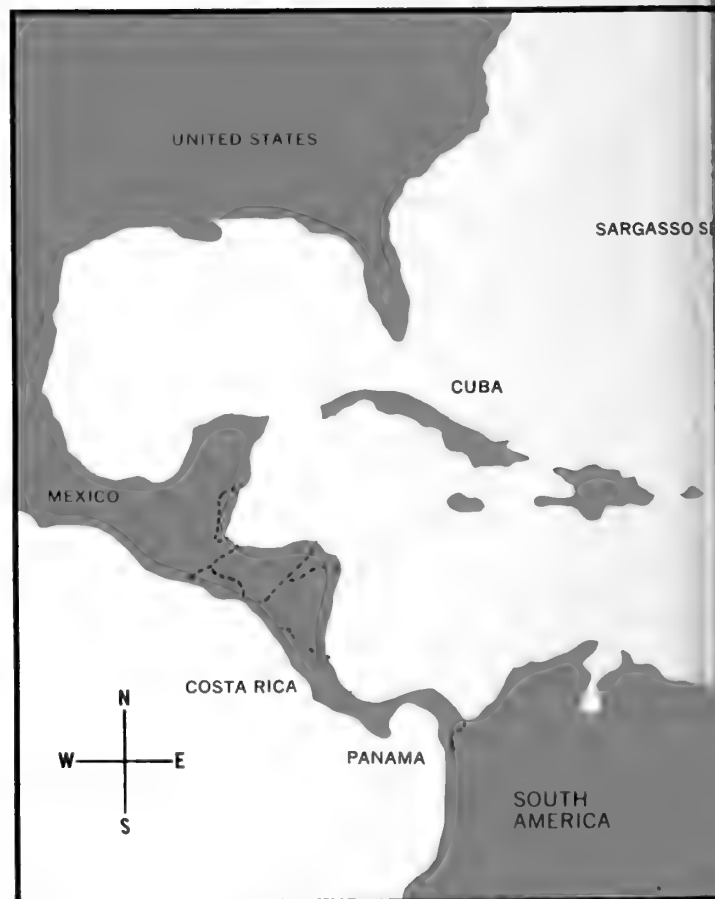 UNITED STATES
SARGASSO S
CUBA
MEXICO
COSTA RICA
N
W E
S
PANAMA
SOUTH
AMERICA